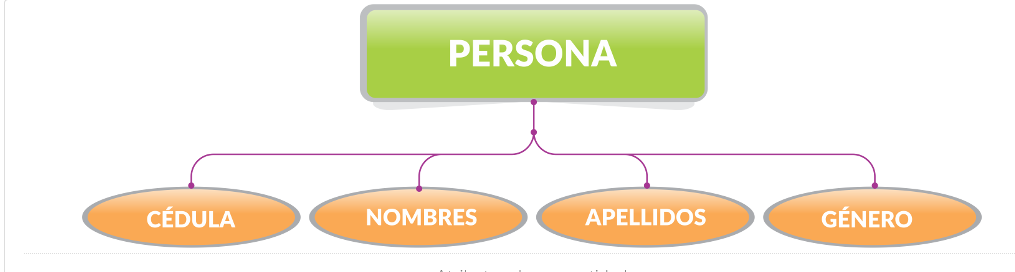 PERSONA
CÉDULA
NOMBRES
APELLIDOS
GÉNERO